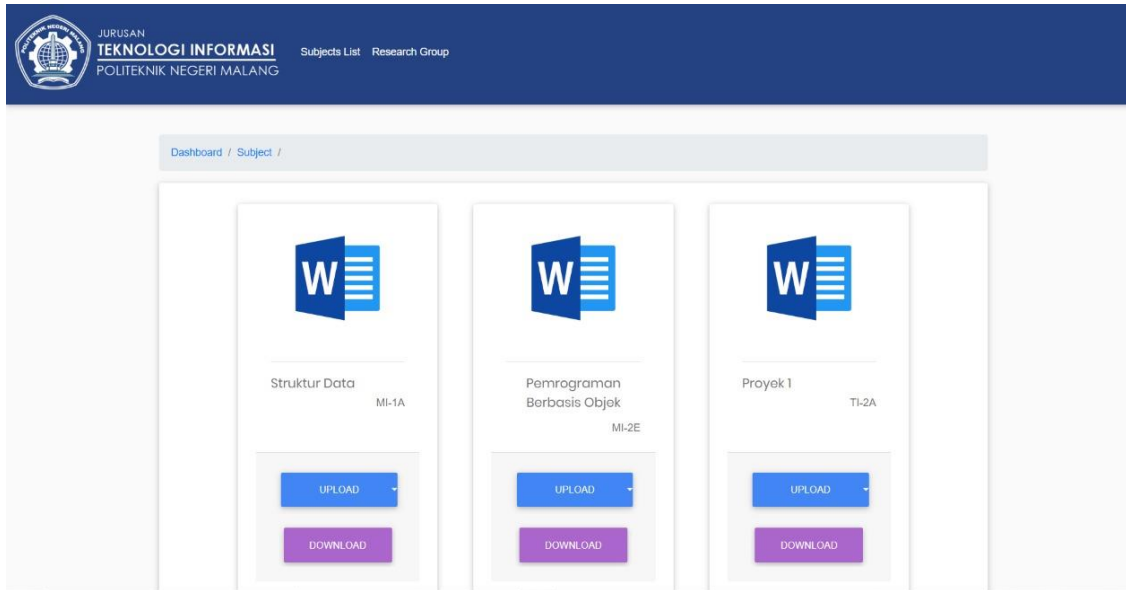 JURUSAN
TEKNOLOGI INFORMASI
POLITEKNIK NEGERI MALANG
Subjects List Research Group
Dashboard / Subject /
W
W
W
Struktur Data
MI-1A
Pemrograman
Berbasis Objek
MI-2E
Proyek 1
TI-2A
UPLOAD
UPLOAD
UPLOAD
DOWNLOAD
DOWNLOAD
DOWNLOAD